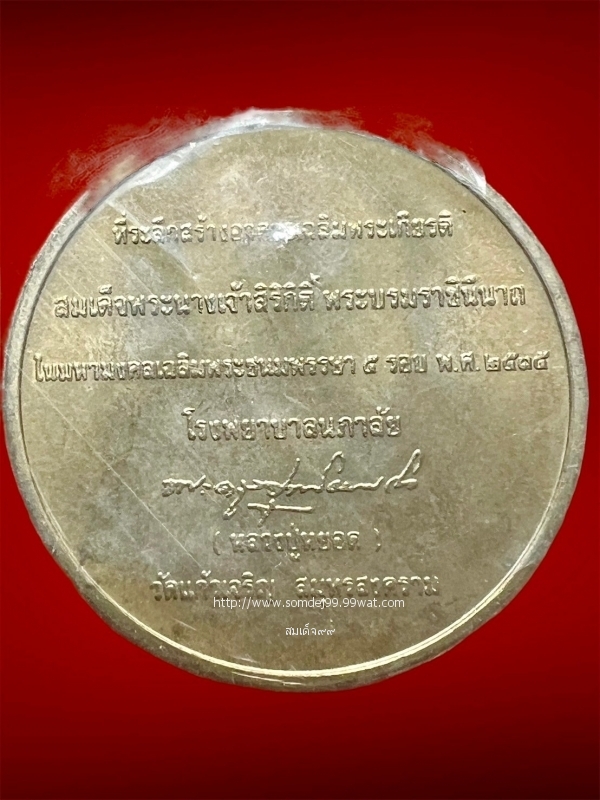 ที่ระลึกสร้างอาคารเฉลิมพระเกียรติ
สมเด็จพระนางเจ้าสิริกิติ์ พระบรมราชินีนาถ
ในมหามงคลเฉลิมพระชนมพรรษา ๕ รอบ พ.ศ. ๒๕๓๕
โรงพยาบาลนภาลัย
( หลวงปู่หยอด )
วัดแก้วเจริญ สมุทรสงคราม
http://www.somdej99.99wat.com
สมเด็จ๙๙